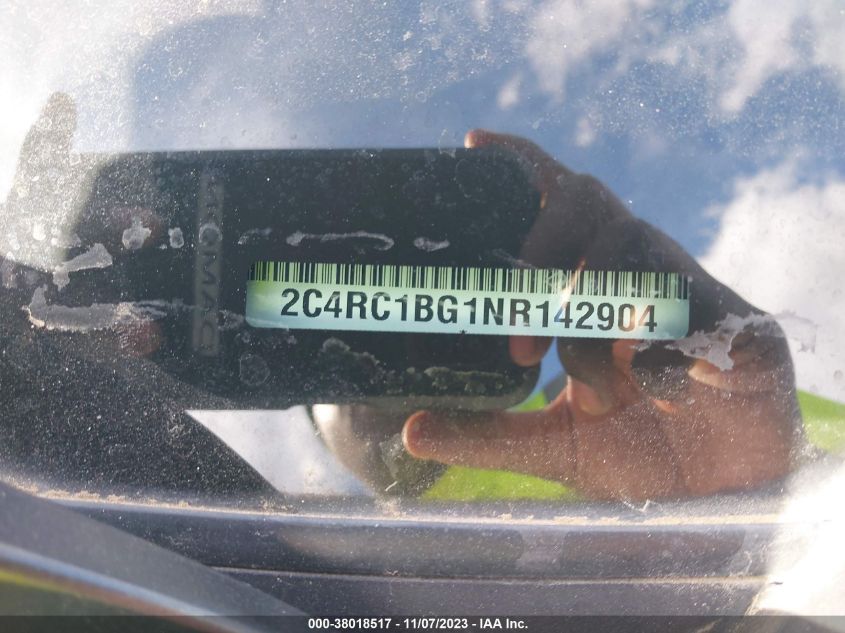 2C4RC1BG1NR142904
000-38018517 - 11/07/2023 - IAA Inc.